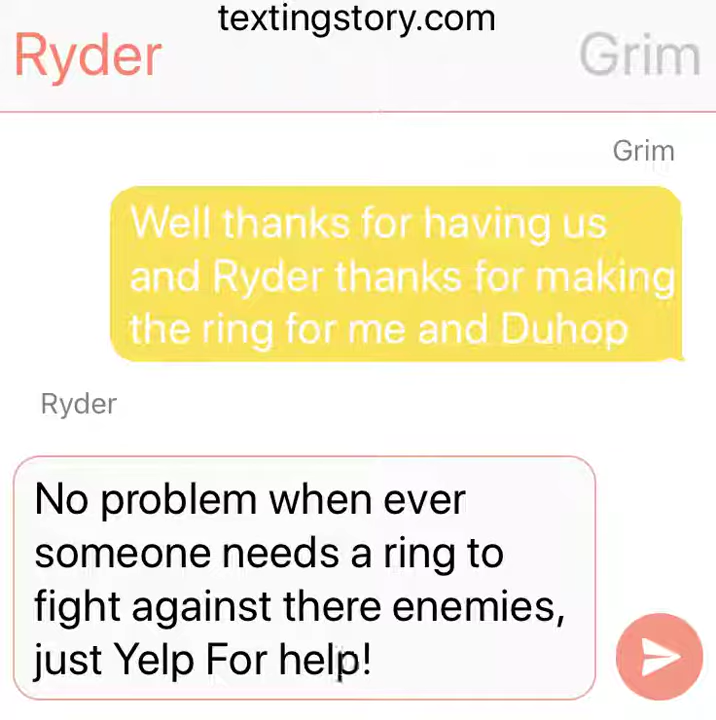 textingstory.com
Ryder
Grim
Grim
Well thanks for having us
and Ryder thanks for making
the ring for me and Duhop
Ryder
No problem when ever
someone needs a ring to
fight against there enemies,
just Yelp For help!